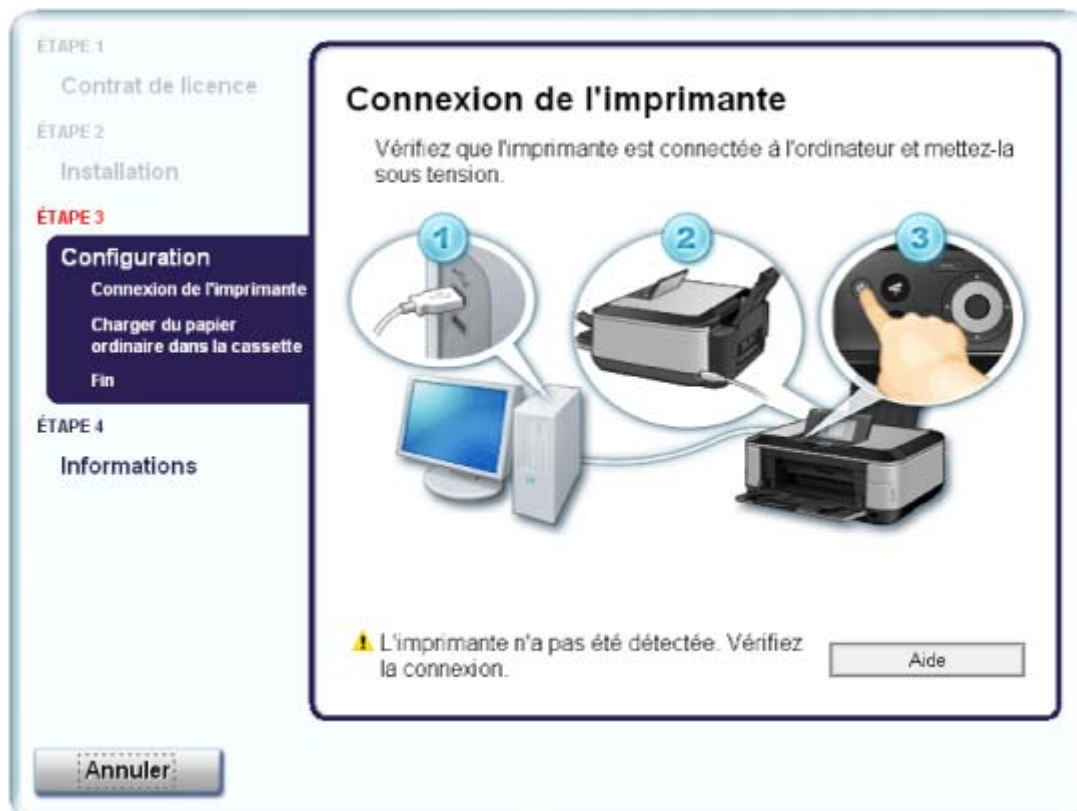 ÉTAPE 1
Contrat de licence
ÉTAPE 2
Installation
ÉTAPE 3
Configuration
Connexion de l'imprimante
Charger du papier
ordinaire dans la cassette
Fin
ÉTAPE 4
Informations
Connexion de l'imprimante
Vérifiez que l'imprimante est connectée à l'ordinateur et mettez-la
sous tension.
1
2
3
L'imprimante n'a pas été détectée. Vérifiez
la connexion.
Aide
Annuler